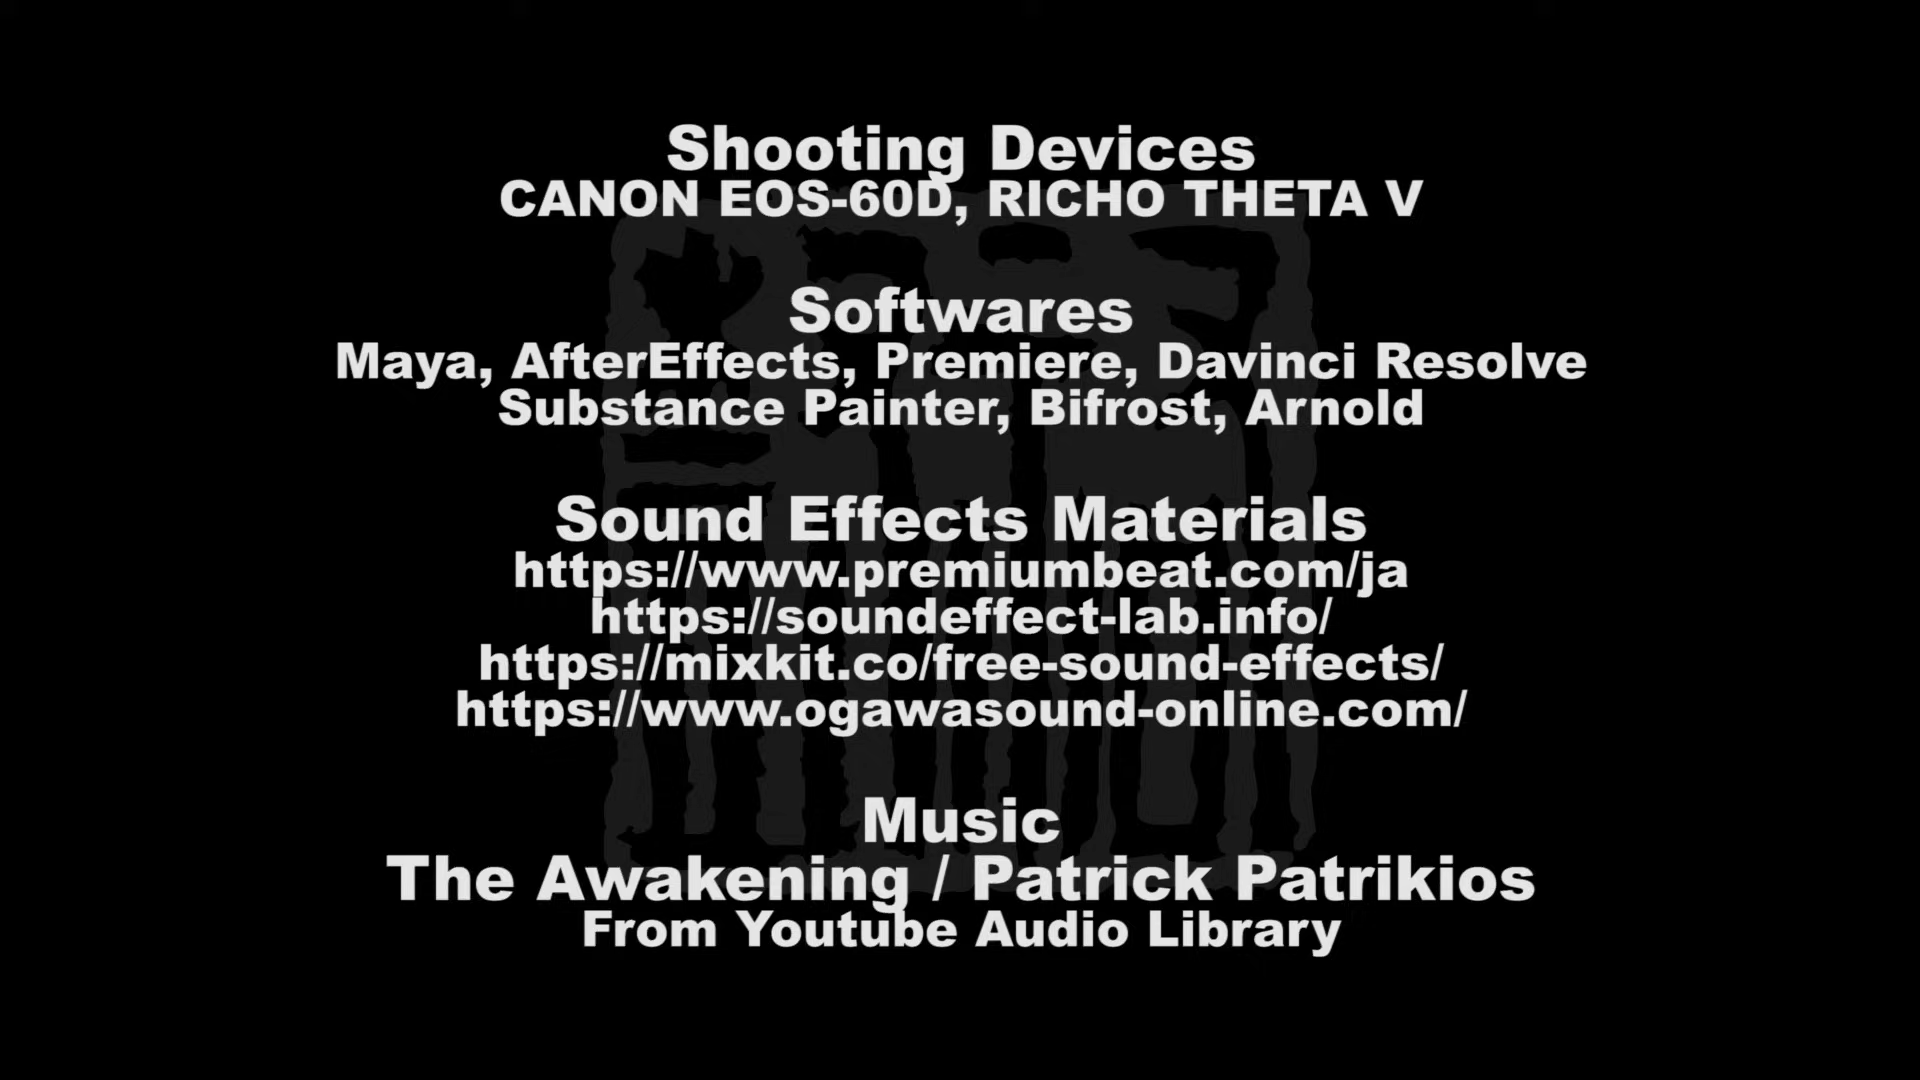 Shooting Devices
CANON EOS-60D, RICHO THETA V
Softwares
Maya, AfterEffects, Premiere, Davinci Resolve
Substance Painter, Bifrost, Arnold
Sound Effects Materials
https://www.premiumbeat.com/ja
https://soundeffect-lab.info/
https://mixkit.co/free-sound-effects/
https://www.ogawasound-online.com/
Music
The Awakening / Patrick Patrikios
From Youtube Audio Library